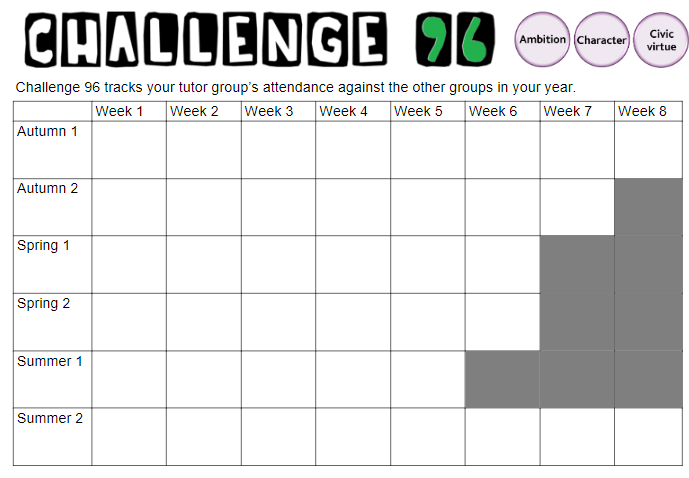 CHALLENGE 96
Ambition
Character
Civic
virtue
Challenge 96 tracks your tutor group’s attendance against the other groups in your year.
Week 1 Week 2 Week 3 Week 4 Week 5 Week 6 Week 7 Week 8
Autumn 1
Autumn 2
Spring 1
Spring 2
Summer 1
Summer 2